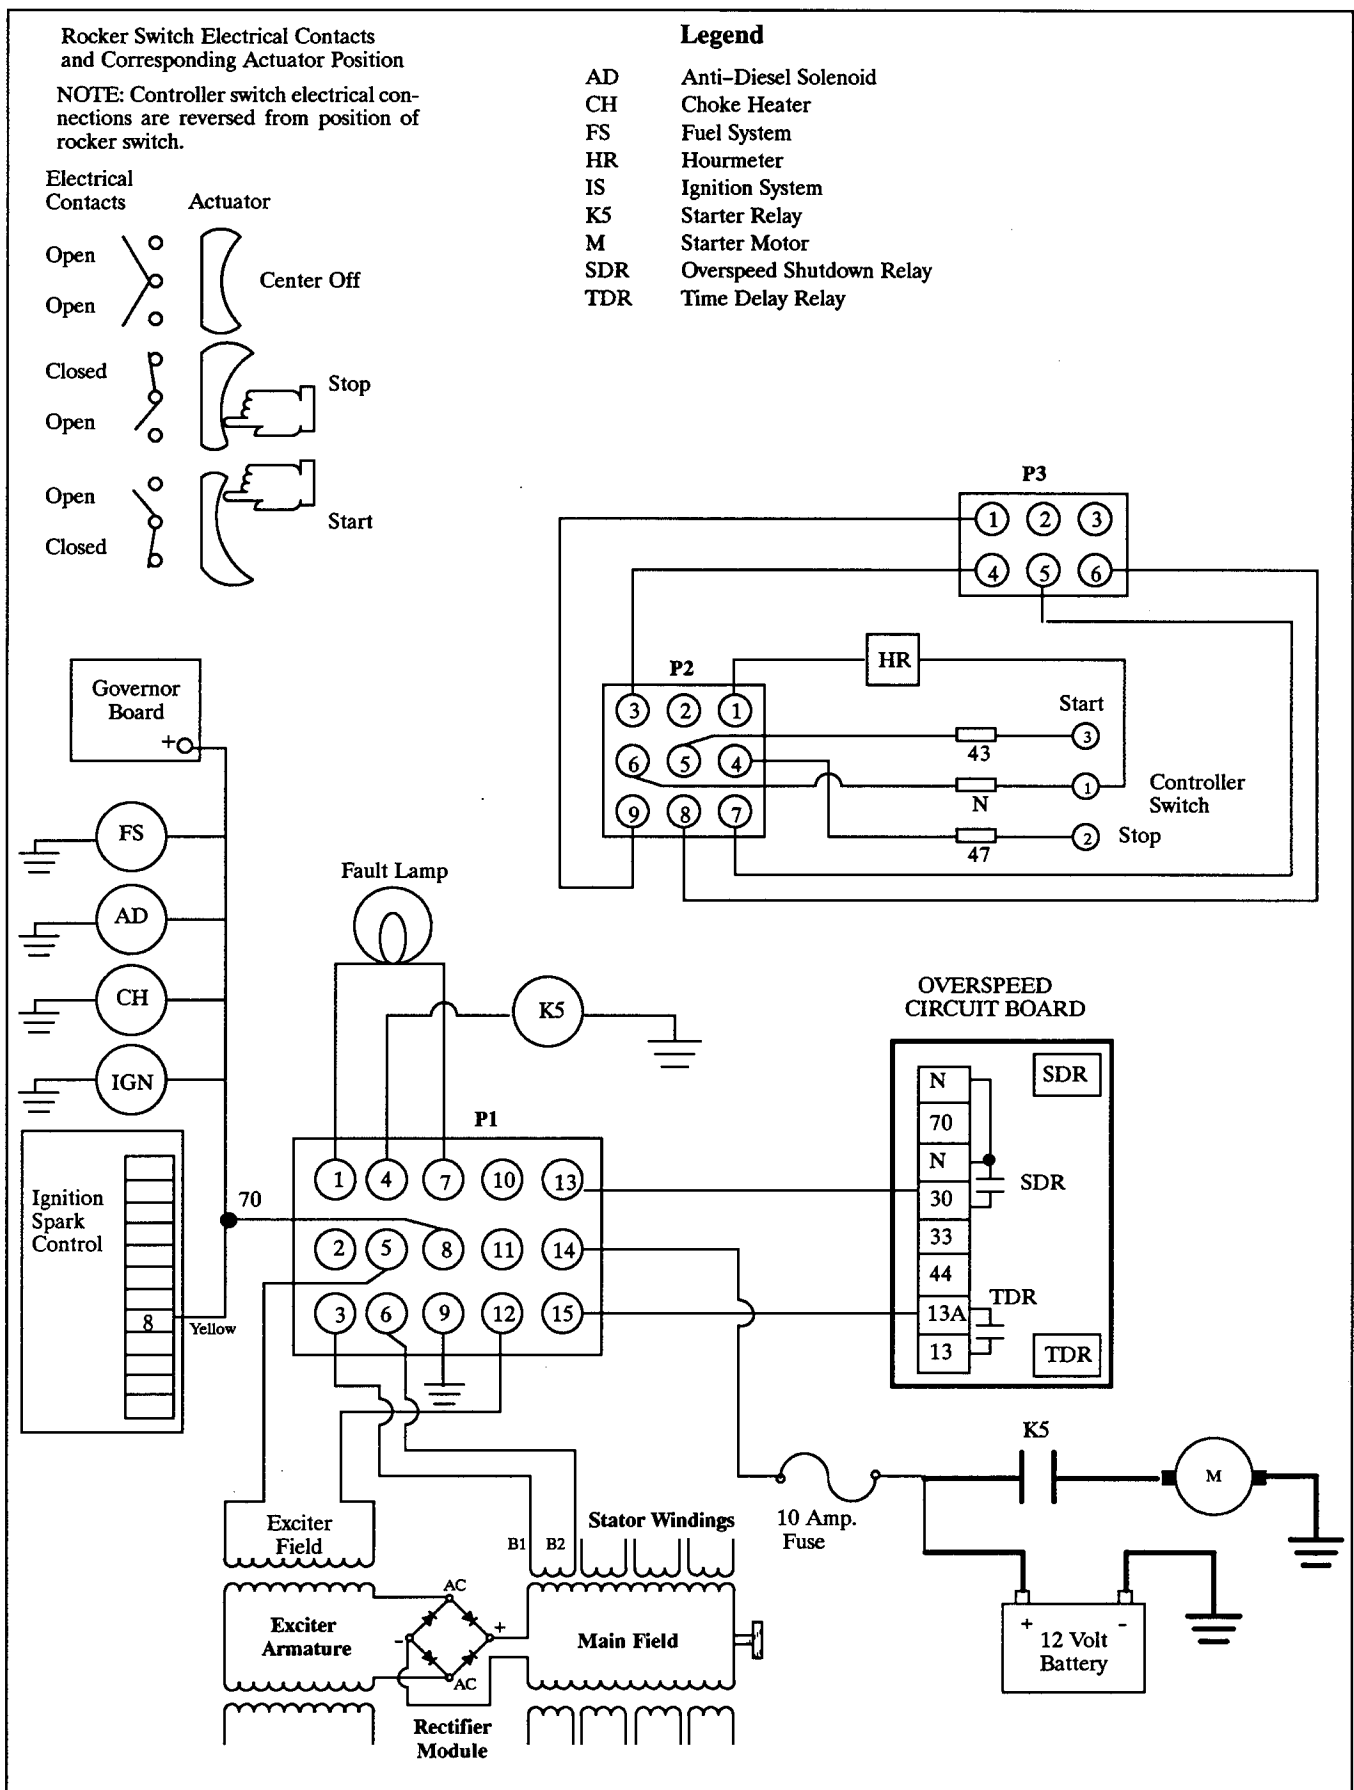 Rocker Switch Electrical Contacts
and Corresponding Actuator Position
NOTE: Controller switch electrical con-
nections are reversed from position of
rocker switch.
Electrical
Contacts
Actuator
Open
Open
Center Off
Closed
Open
Stop
Open
Closed
Start
Legend
AD Anti-Diesel Solenoid
CH Choke Heater
FS Fuel System
HR Hourmeter
IS Ignition System
K5 Starter Relay
M Starter Motor
SDR Overspeed Shutdown Relay
TDR Time Delay Relay
P3
1 2 3
4 5 6
HR
P2
3 2 1
6 5 4
9 8 7
Start
43
3
N
1
Controller
Switch
47
2
Stop
Governor
Board
+
FS
AD
CH
IGN
Fault Lamp
K5
OVERSPEED
CIRCUIT BOARD
N
70
N
30
33
44
13A
13
SDR
SDR
TDR
TDR
P1
1 4 7 10 13
2 5 8 11 14
3 6 9 12 15
70
Ignition
Spark
Control
8
Yellow
K5
M
10 Amp.
Fuse
+ -
12 Volt
Battery
Exciter
Field
B1 B2
Stator Windings
AC
Exciter
Armature
- +
AC
Main Field
Rectifier
Module